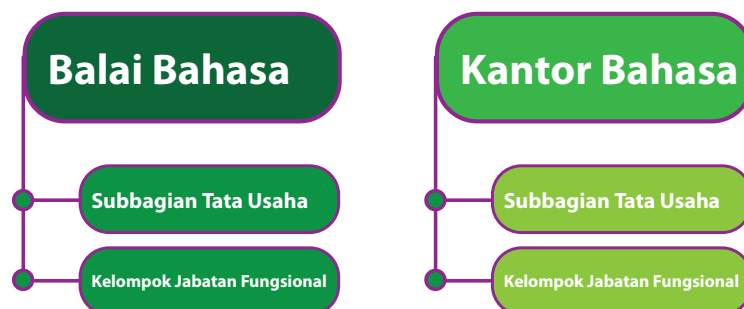 Balai Bahasa
Subbagian Tata Usaha
Kelompok Jabatan Fungsional
Kantor Bahasa
Subbagian Tata Usaha
Kelompok Jabatan Fungsional